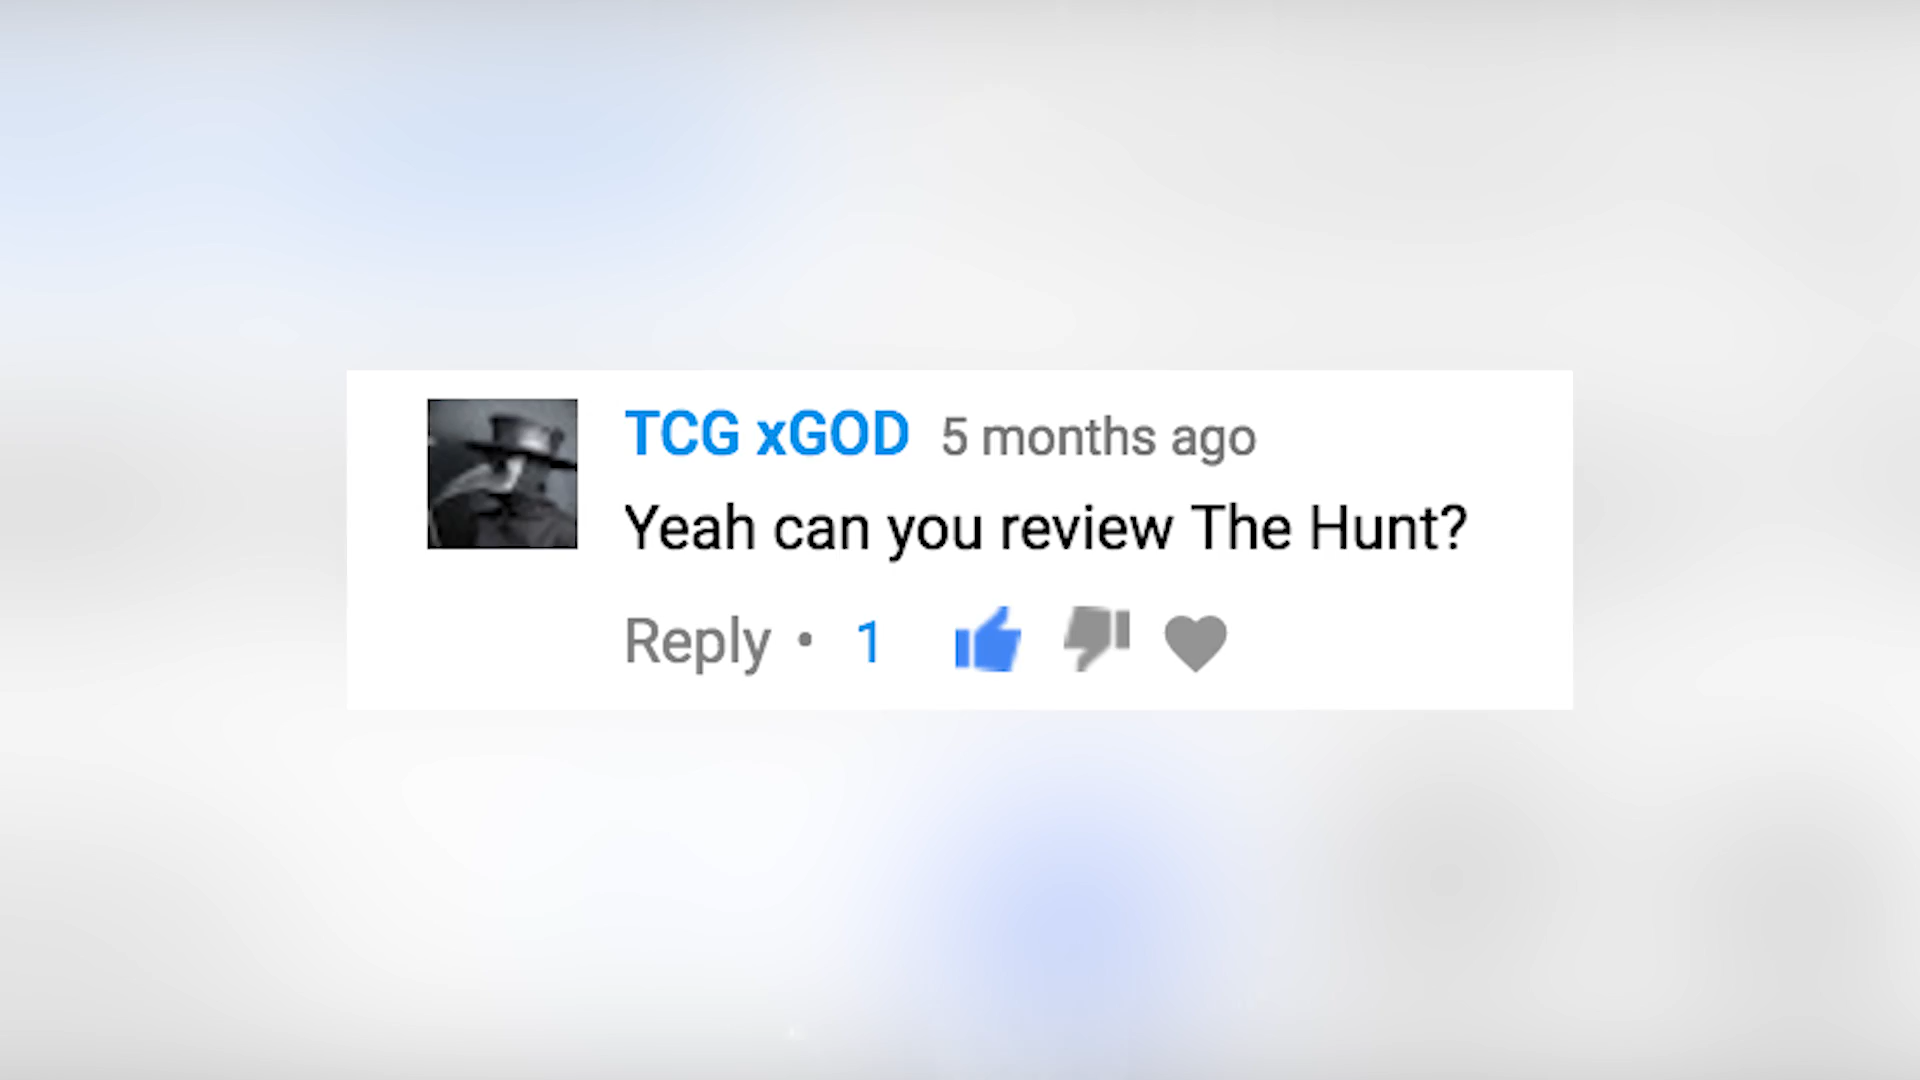 TCG xGOD 5 months ago
Yeah can you review The Hunt?
Reply • 1